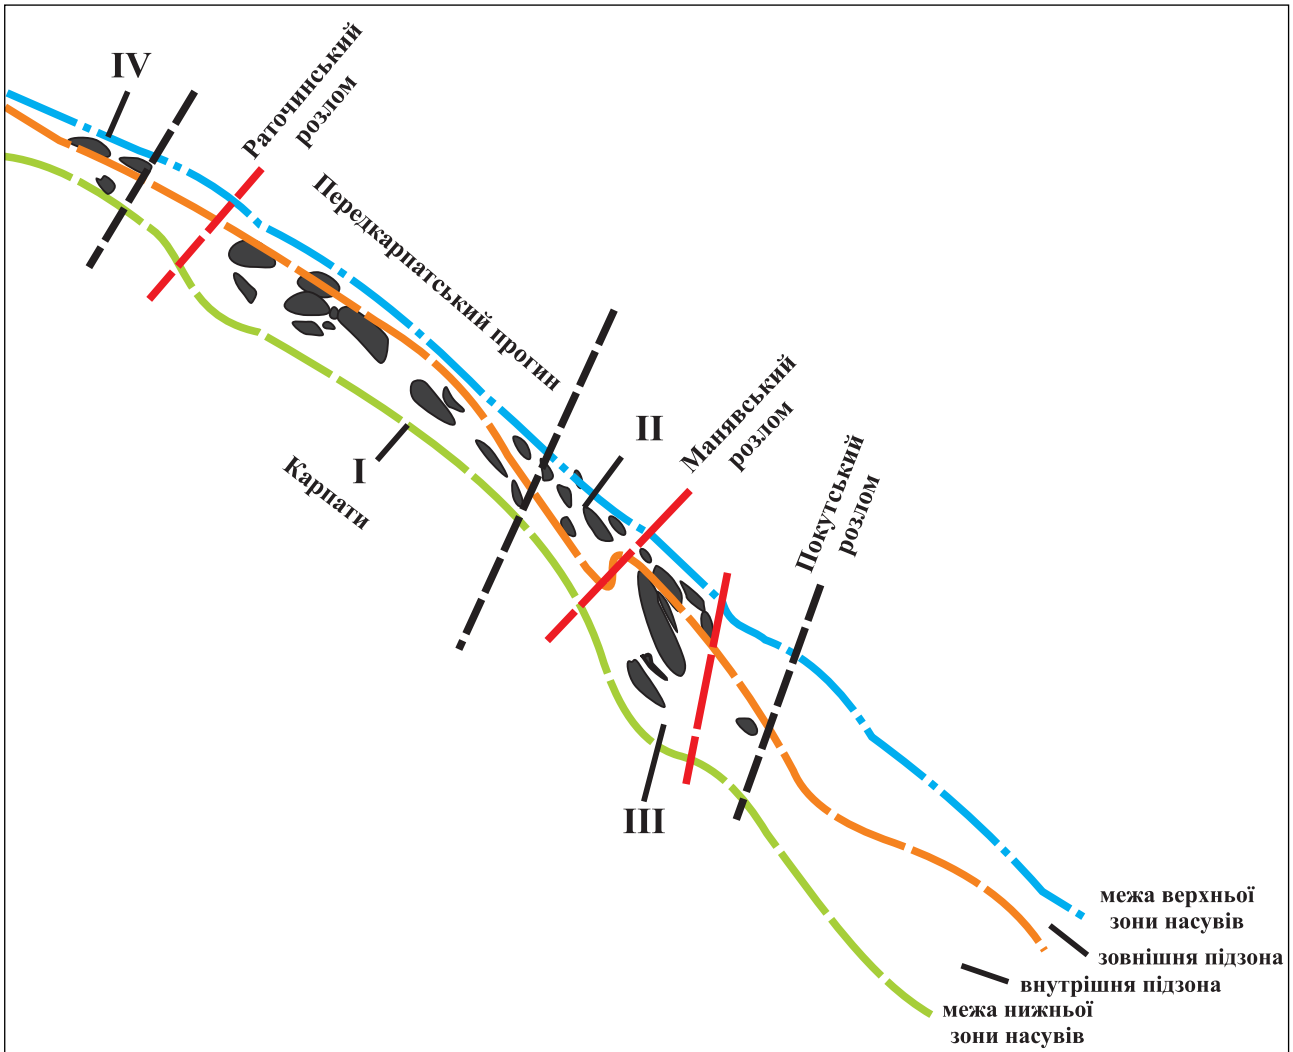 IV
Раточинський
розлом
Передкарпатський прогин
II
Манявський
розлом
I
Карпати
Покутський
розлом
III
межа верхньої
зони насувів
зовнішня підзона
внутрішня підзона
межа нижньої
зони насувів